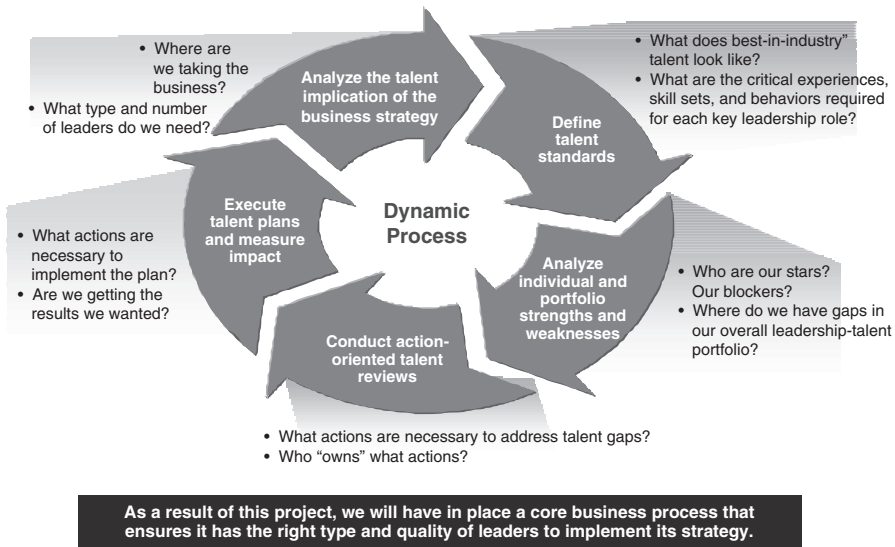 • Where are
we taking the
business?
• What type and number
of leaders do we need?
Analyze the talent
implication of the
business strategy
• What does best-in-industry”
talent look like?
• What are the critical experiences,
skill sets, and behaviors required
for each key leadership role?
Define
talent
standards
Execute
talent plans
and measure
impact
Dynamic
Process
• What actions are
necessary to
implement the plan?
• Are we getting the
results we wanted?
Analyze
individual and
portfolio
strengths and
weaknesses
• Who are our stars?
Our blockers?
• Where do we have gaps in
our overall leadership-talent
portfolio?
Conduct action-
oriented talent
reviews
• What actions are necessary to address talent gaps?
• Who “owns” what actions?
As a result of this project, we will have in place a core business process that
ensures it has the right type and quality of leaders to implement its strategy.